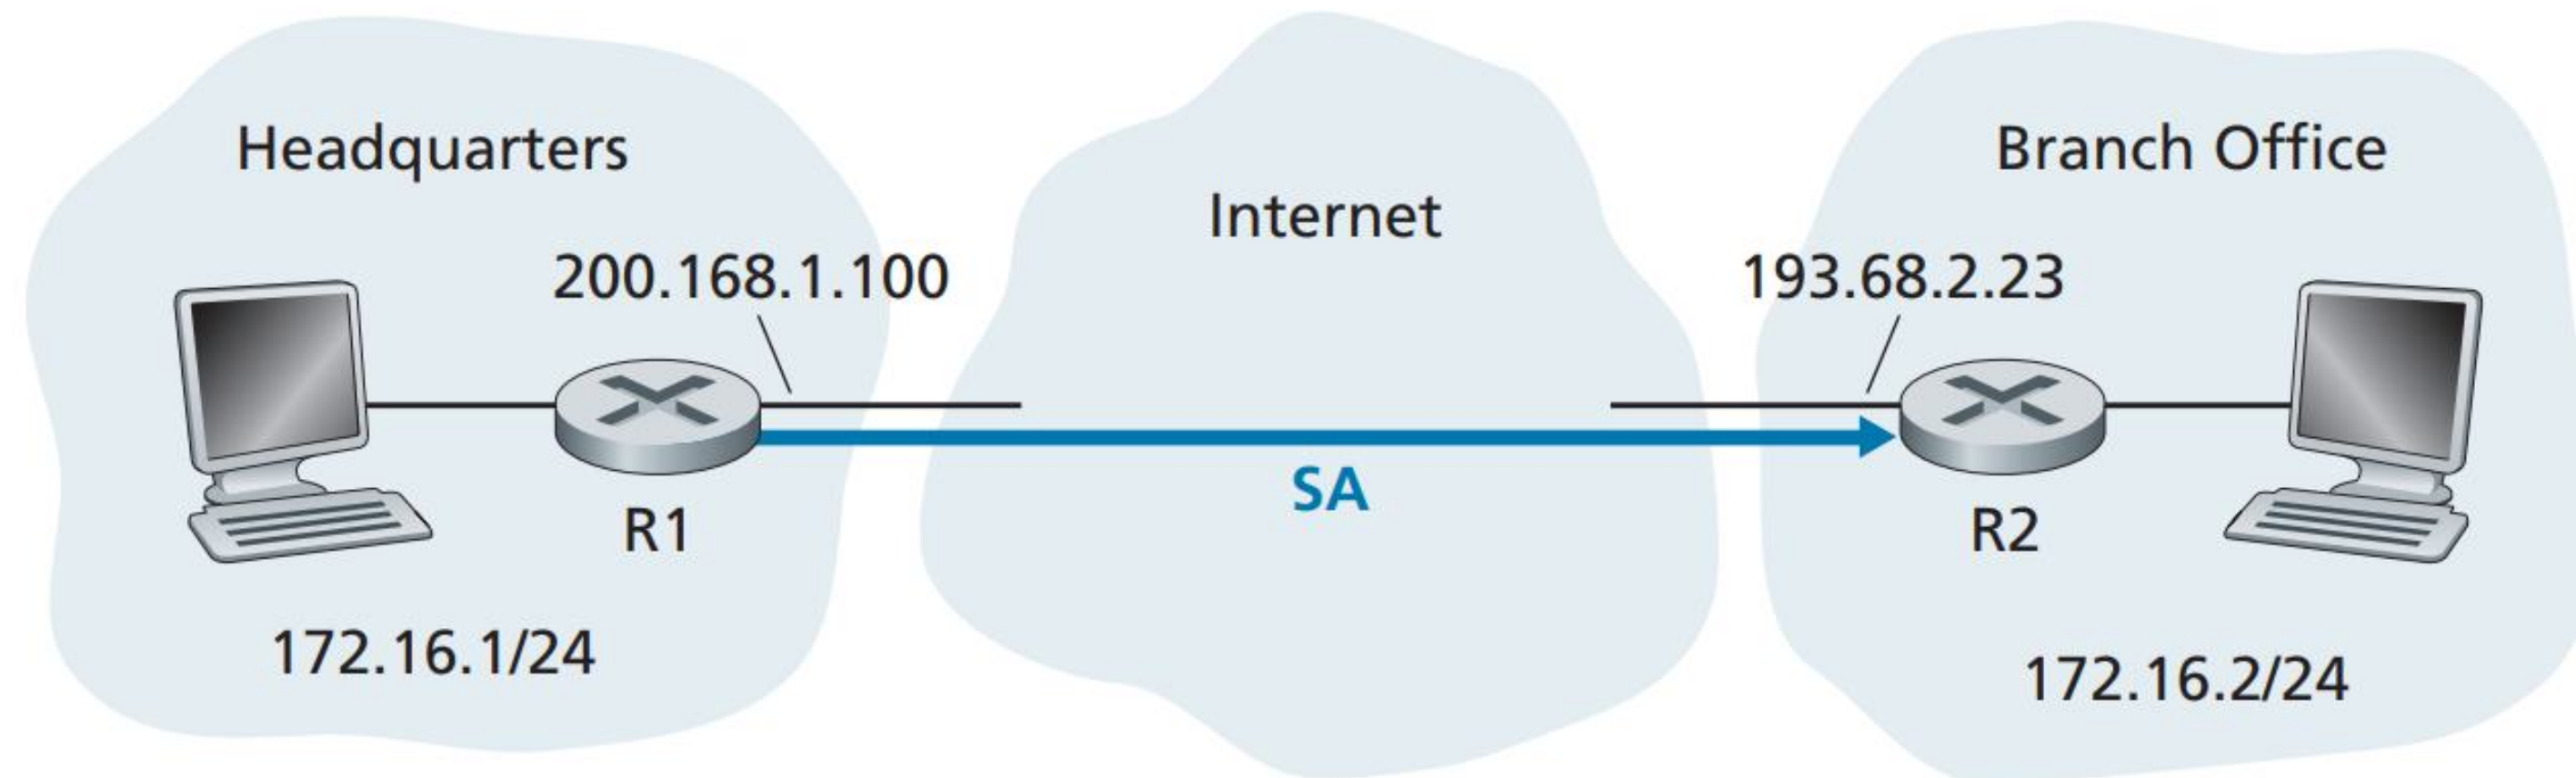 Headquarters
Internet
Branch Office
200.168.1.100
193.68.2.23
SA
R1
R2
172.16.1/24
172.16.2/24